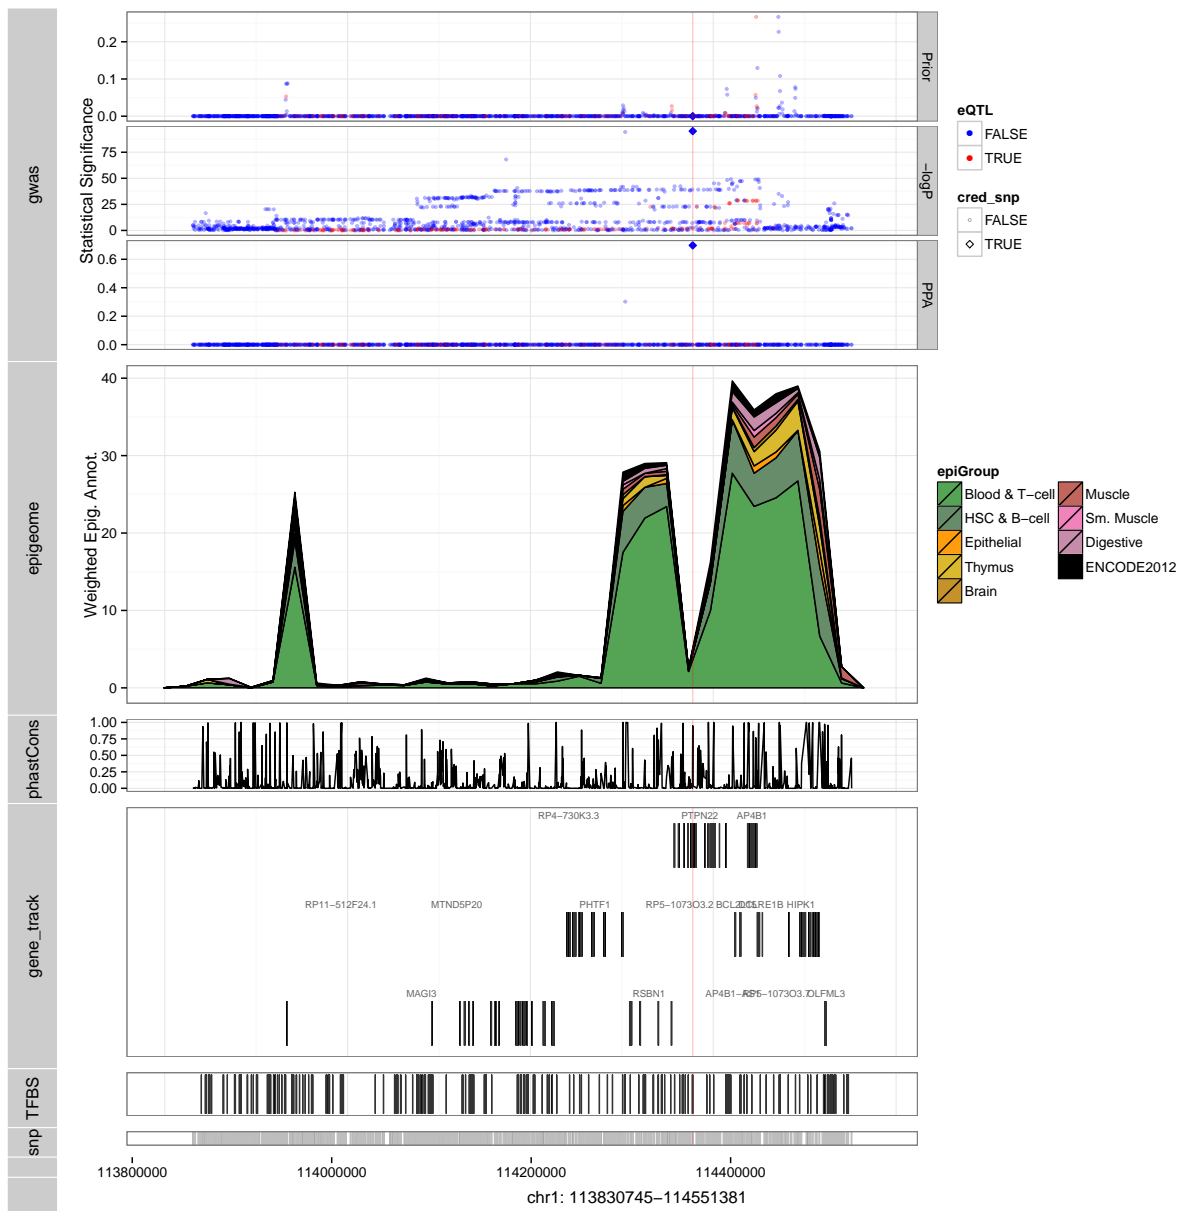 gwas
Statistical Significance
0.2
0.1
0.0
Prior
75
50
25
0
−logP
0.6
0.4
0.2
0.0
PPA
eQTL
FALSE
TRUE
cred_snp
FALSE
TRUE
epigeome
Weighted Epig. Annot.
40
30
20
10
0
epiGroup
Blood & T−cell
HSC & B−cell
Epithelial
Thymus
Brain
Muscle
Sm. Muscle
Digestive
ENCODE2012
phastCons
1.00
0.75
0.50
0.25
0.00
gene_track
RP4−730K3.3 PTPN22 AP4B1
RP11−512F24.1 MTND5P20 PHTF1 RP5−1073O3.2 HIPK1
MAGI3 RSBN1 OLFML3
TFBS
snp
113800000 114000000 114200000 114400000
chr1: 113830745−114551381